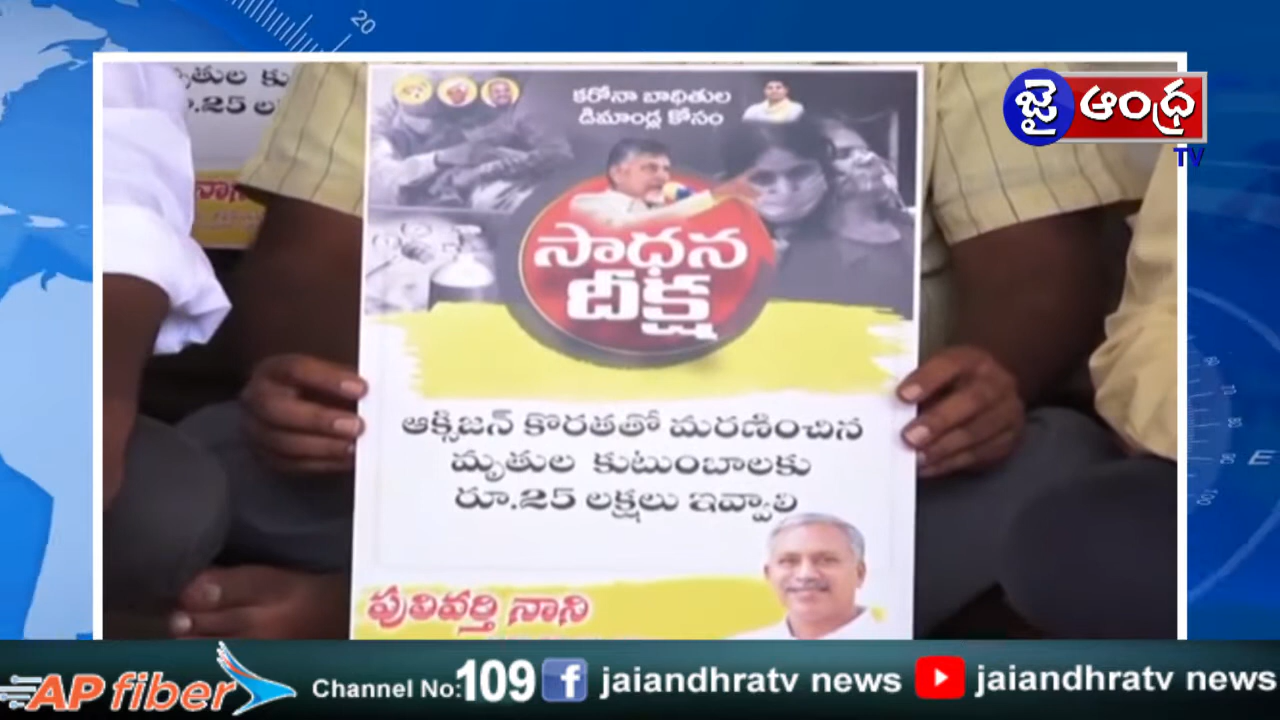 20
జై ఆంధ్ర
TV
కరోనా బాధితుల
డిమాండ్ల కోసం
సాధన
దీక్ష
ఆక్సిజన్ కొరతతో మరణించిన
మృతుల కుటుంబాలకు
రూ.25 లక్షలు ఇవ్వాలి
పులివర్తి నాని
AP fiber Channel No:109 jaiandhratv news jaiandhratv news